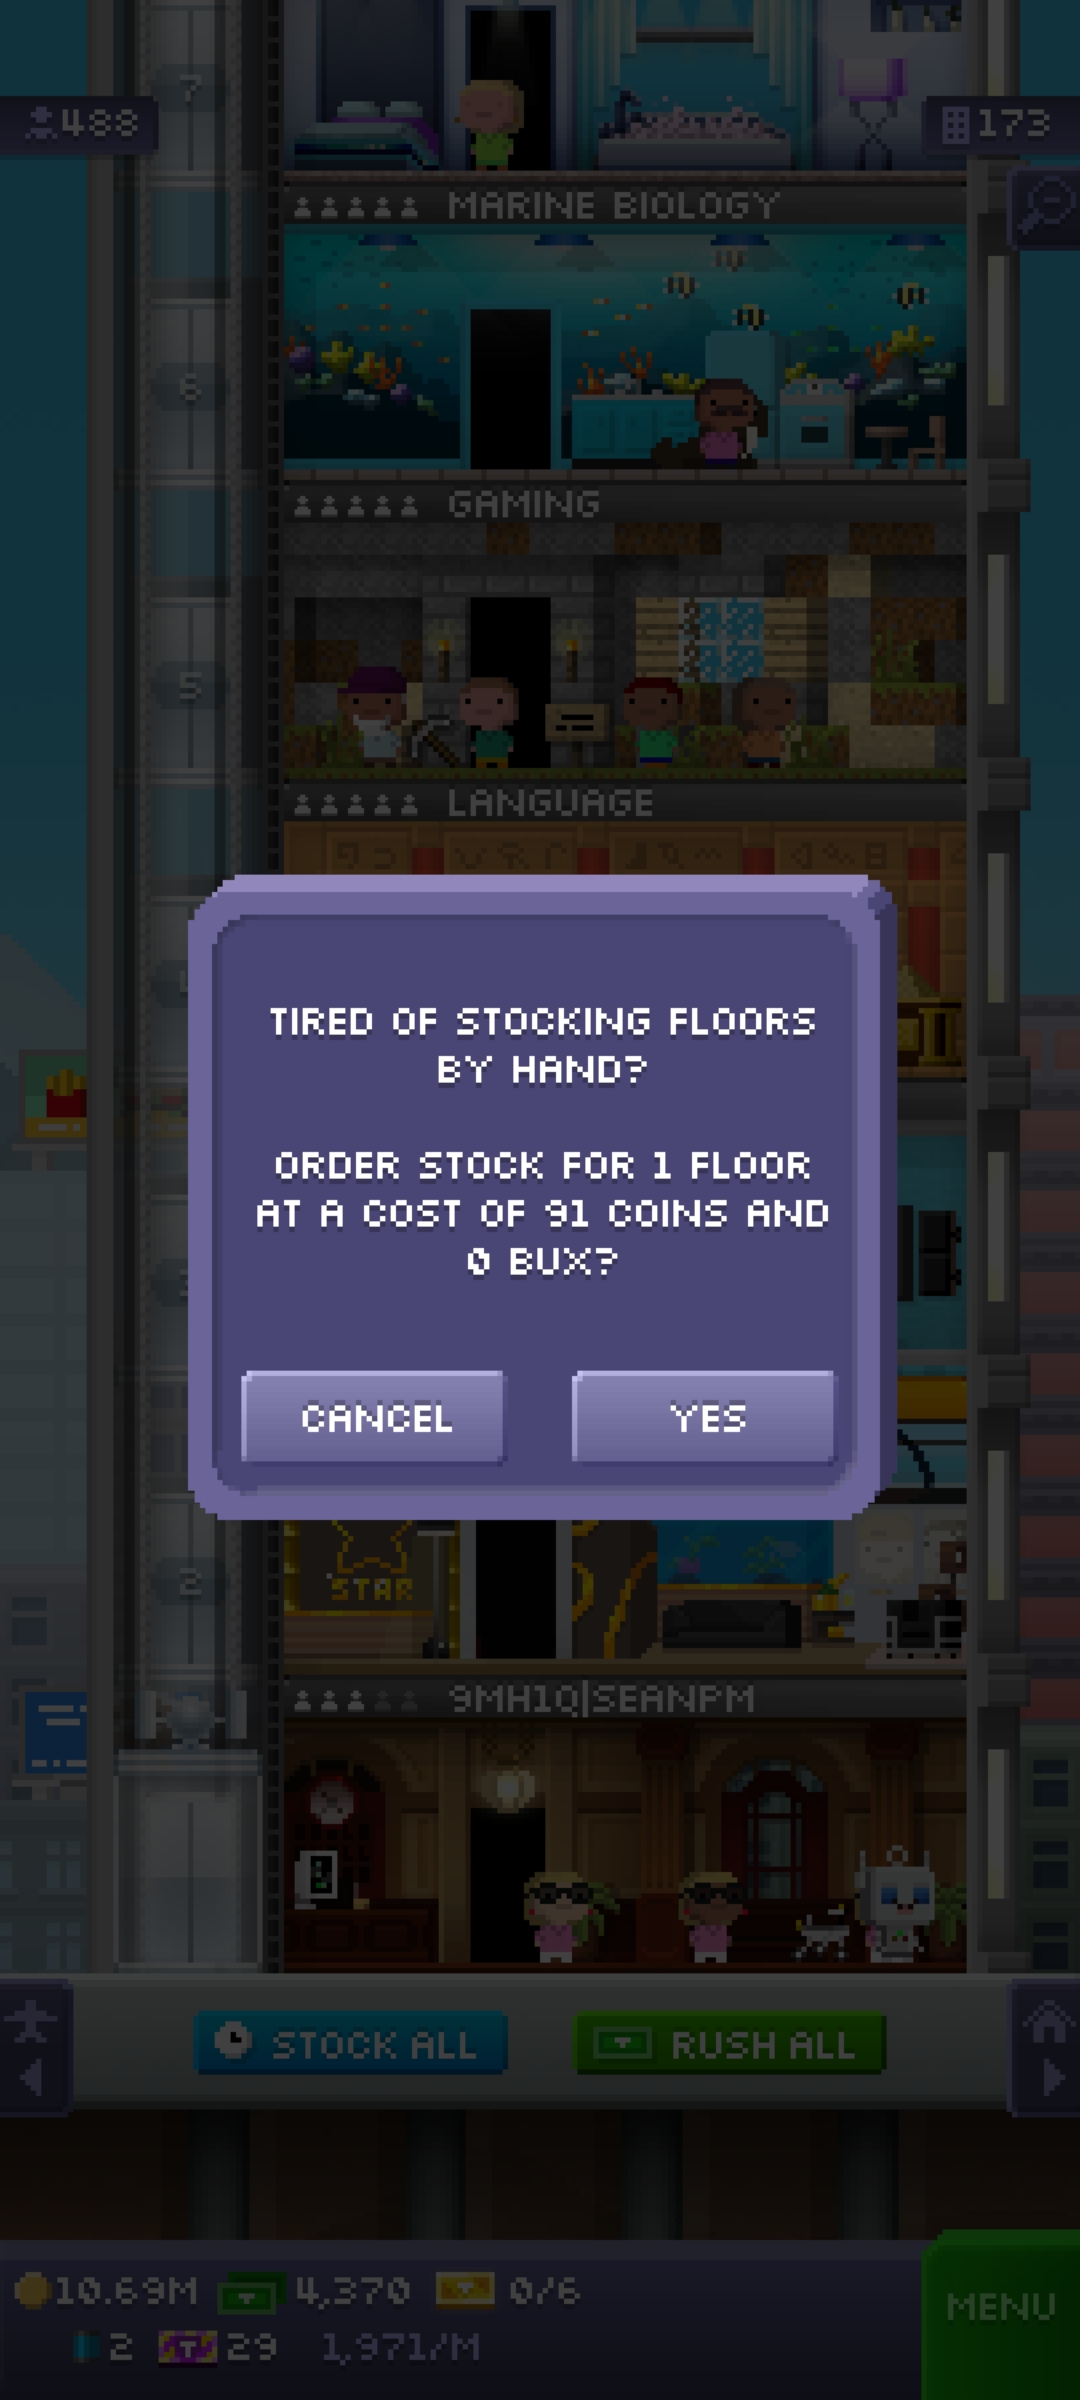 7
488
173
MARINE BIOLOGY
6
GAMING
5
LANGUAGE
TIRED OF STOCKING FLOORS
BY HAND?
ORDER STOCK FOR 1 FLOOR
AT A COST OF 91 COINS AND
0 BUX?
CANCEL
YES
2
STAR
9MH1Q|SEANPM
STOCK ALL
RUSH ALL
10.69M
4,370
0/6
MENU
2
29
1,971/M